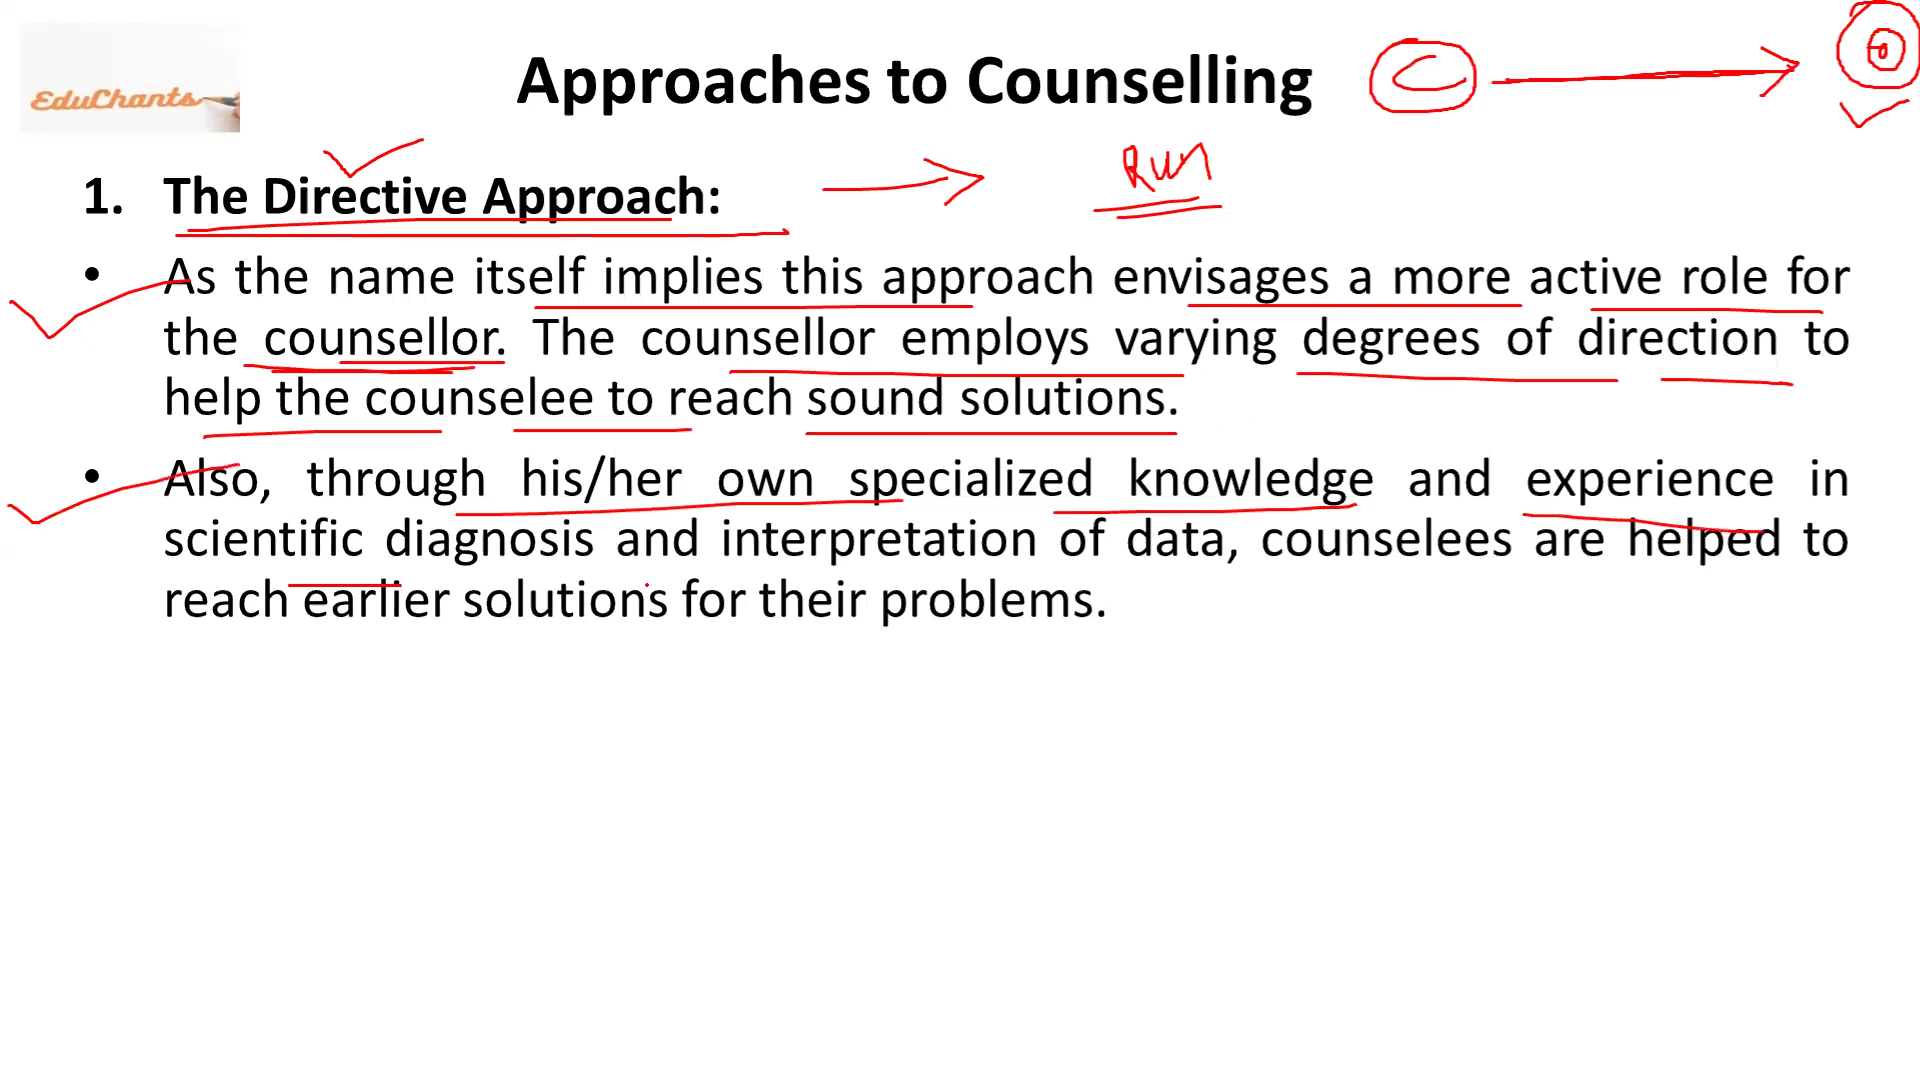 EduChants
Approaches to Counselling
C
Run
1. The Directive Approach:
• As the name itself implies this approach envisages a more active role for
the counsellor. The counsellor employs varying degrees of direction to
help the counselee to reach sound solutions.
• Also, through his/her own specialized knowledge and experience in
scientific diagnosis and interpretation of data, counselees are helped to
reach earlier solutions for their problems.